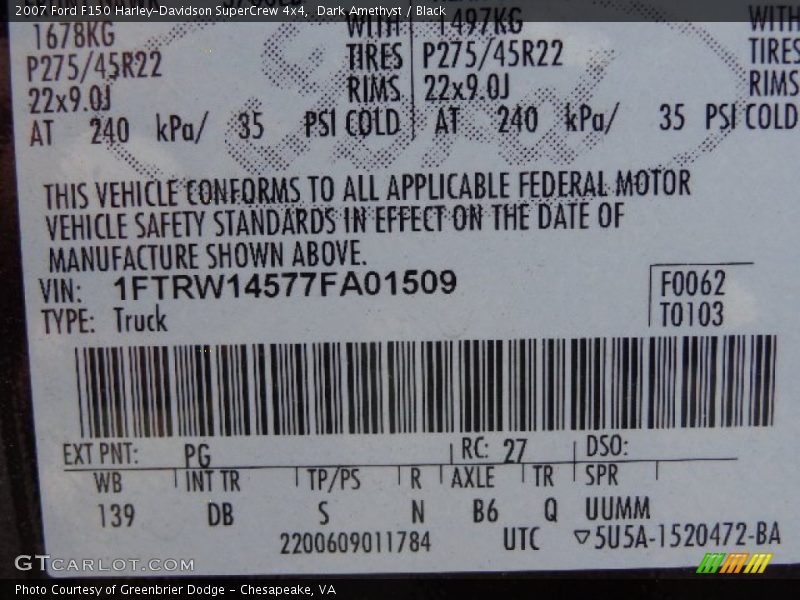 2007 Ford F150 Harley-Davidson SuperCrew 4x4, Dark Amethyst / Black
1678KG WITH 1497KG WITH
P275/45R22 TIRES P275/45R22 TIRES
22x9.0J RIMS 22x9.0J RIMS
AT 240 kPa/ 35 PSI COLD AT 240 kPa/ 35 PSI COLD
THIS VEHICLE CONFORMS TO ALL APPLICABLE FEDERAL MOTOR
VEHICLE SAFETY STANDARDS IN EFFECT ON THE DATE OF
MANUFACTURE SHOWN ABOVE.
VIN: 1FTRW14577FA01509 F0062
TYPE: Truck T0103
EXT PNT: PG RC: 27 DSO:
WB INT TR TP/PS R AXLE TR SPR
139 DB S N B6 Q UUMM
2200609011784 UTC ▽5U5A-1520472-BA
GTCARLOT.COM
Photo Courtesy of Greenbrier Dodge - Chesapeake, VA